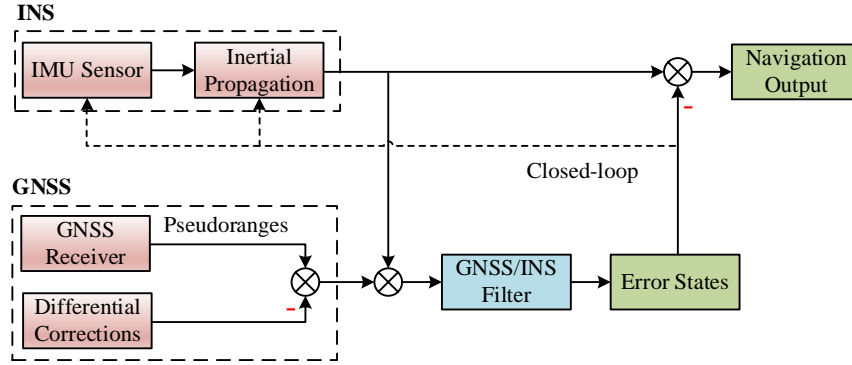 INS
IMU Sensor
Inertial
Propagation
Navigation
Output
-
Closed-loop
GNSS
GNSS
Receiver
Pseudoranges
Differential
Corrections
-
GNSS/INS
Filter
Error States